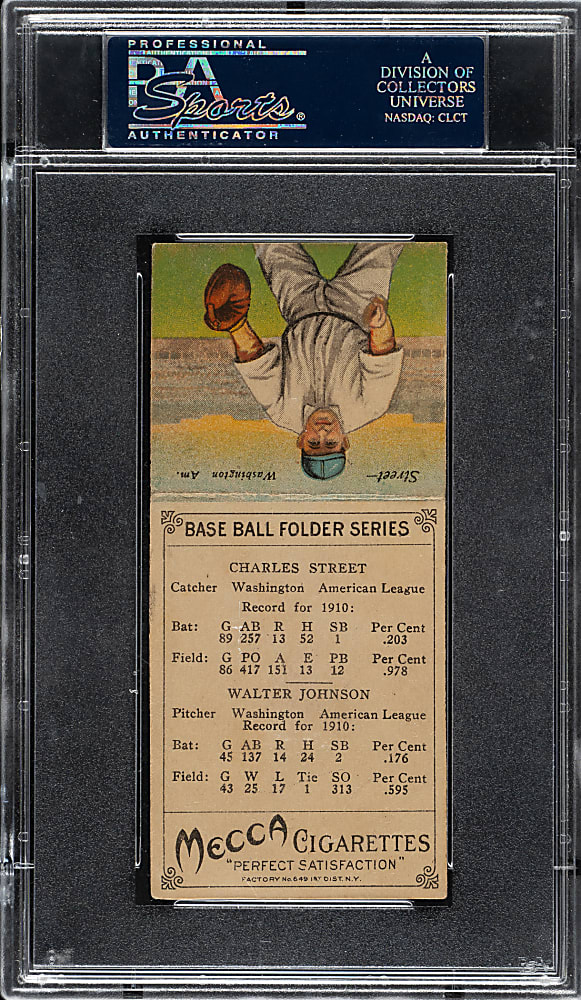 PROFESSIONAL
PSA
Sports®
AUTHENTICATOR
A
DIVISION OF
COLLECTORS
UNIVERSE
NASDAQ: CLCT
Street— Washington Am.
BASE BALL FOLDER SERIES
CHARLES STREET
Catcher Washington American League
Record for 1910:
Bat: G AB R H SB Per Cent
89 257 13 52 1 .203
Field: G PO A E PB Per Cent
86 417 151 13 12 .978
WALTER JOHNSON
Pitcher Washington American League
Record for 1910:
Bat: G AB R H SB Per Cent
45 137 14 24 2 .176
Field: G W L Tie SO Per Cent
43 25 17 1 313 .595
MECCA CIGARETTES
"PERFECT SATISFACTION"
FACTORY No. 649 1ST DIST. N.Y.